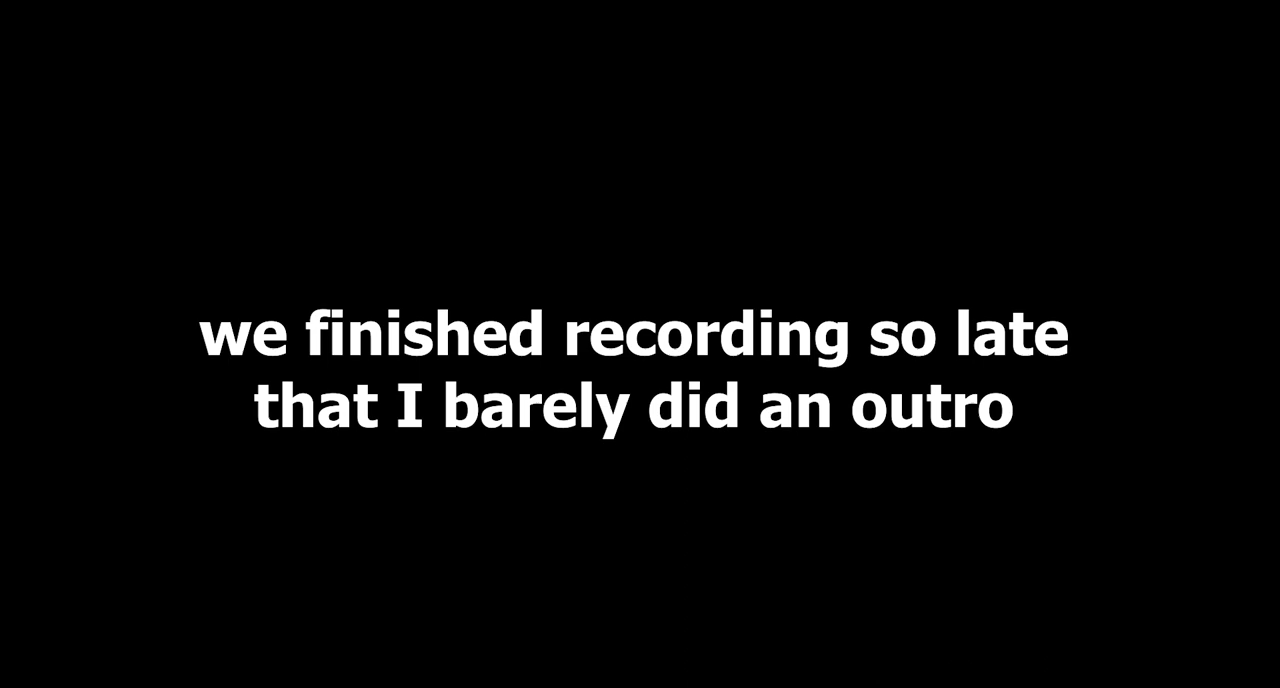 we finished recording so late
that I barely did an outro